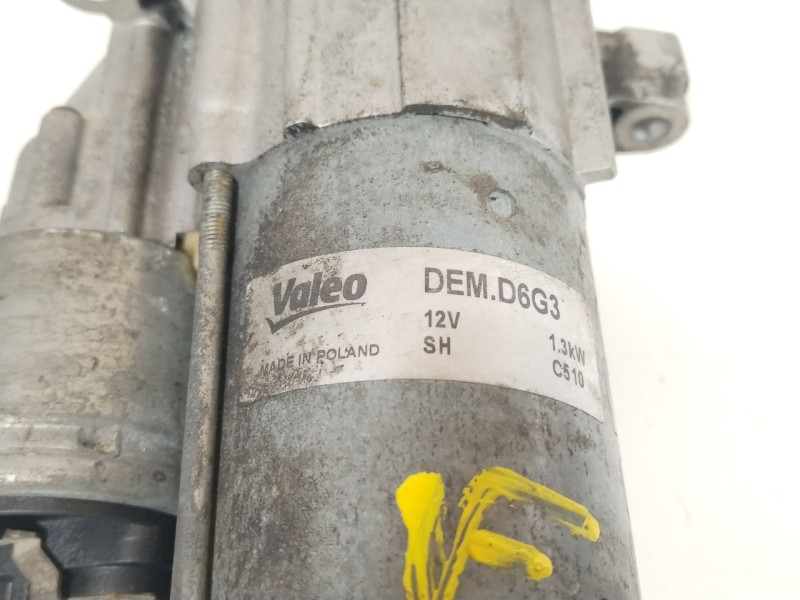 Valeo
MADE IN POLAND
DEM.D6G3
12V 1.3kW
SH C510